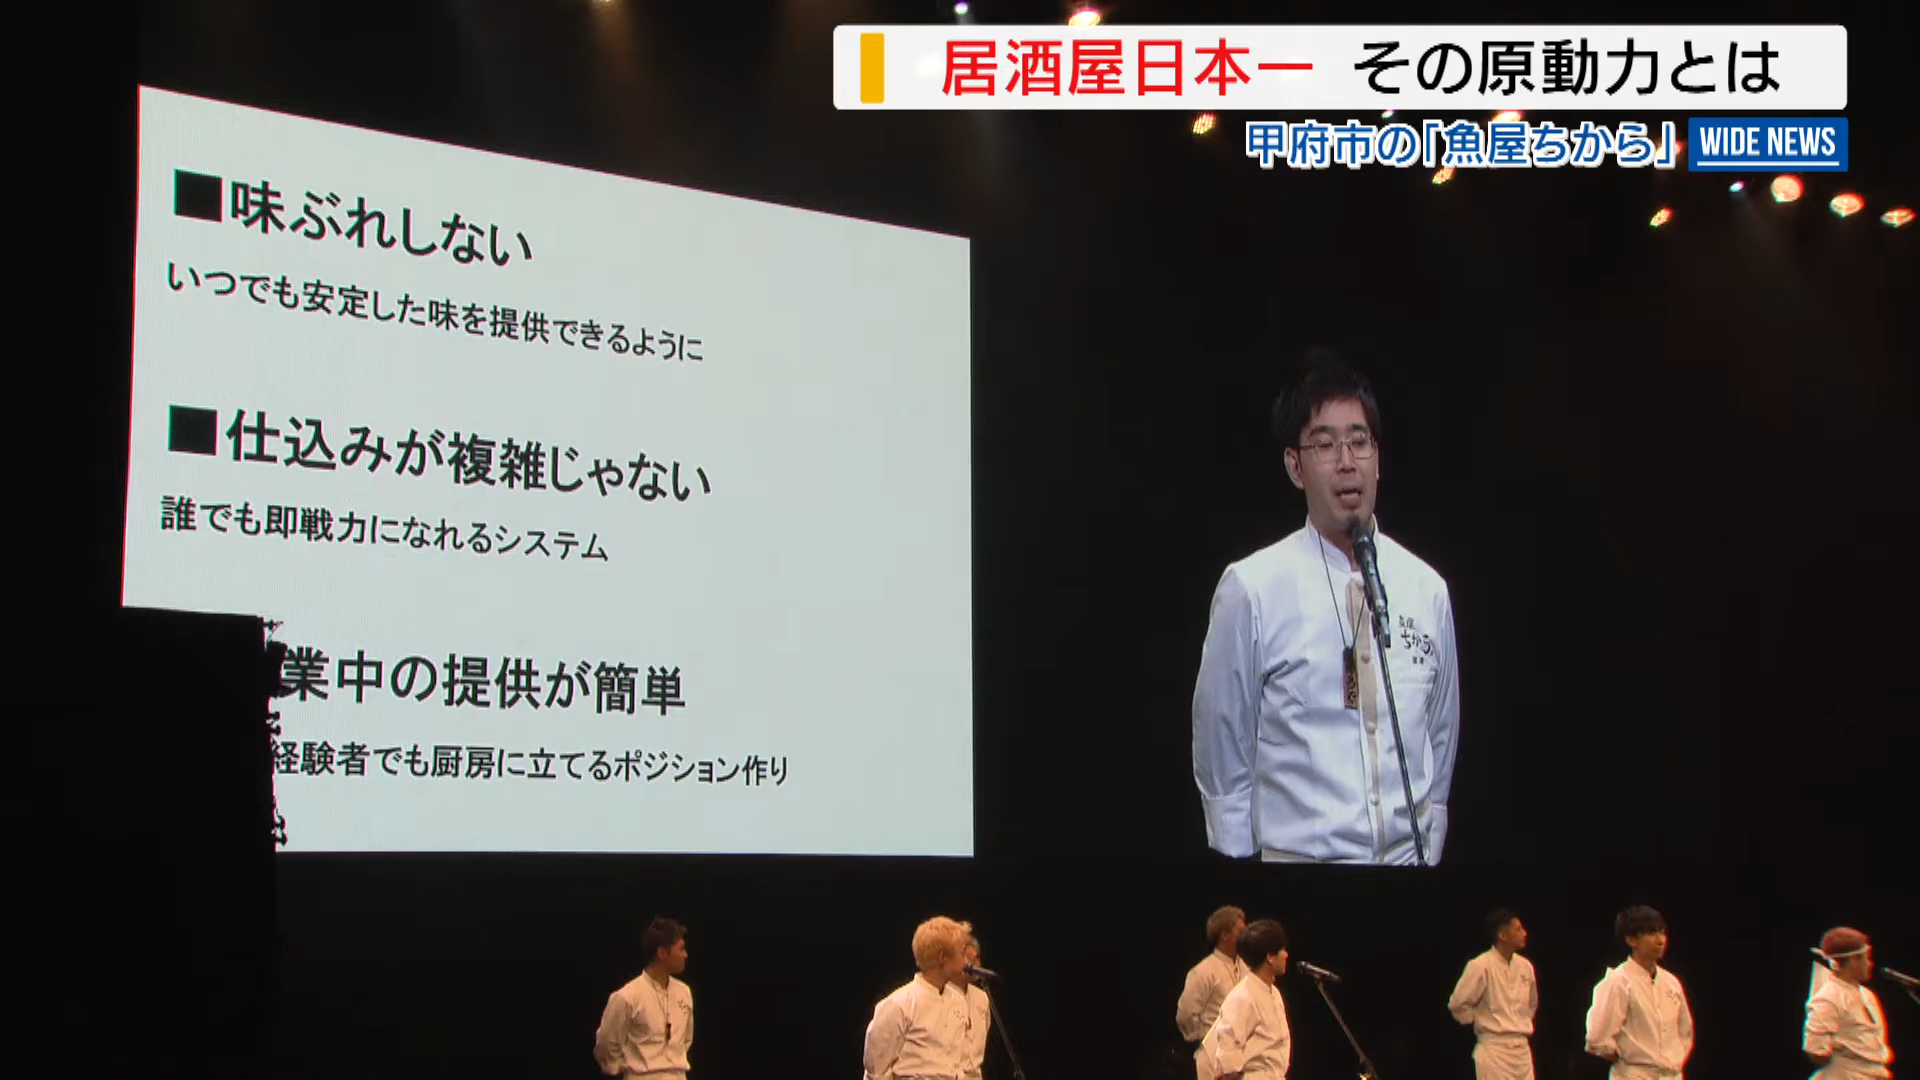 居酒屋日本一 その原動力とは
甲府市の「魚屋ちから」
WIDE NEWS
■味ぶれしない
いつでも安定した味を提供できるように
■仕込みが複雑じゃない
誰でも即戦力になれるシステム
業中の提供が簡単
経験者でも厨房に立てるポジション作り
ちから